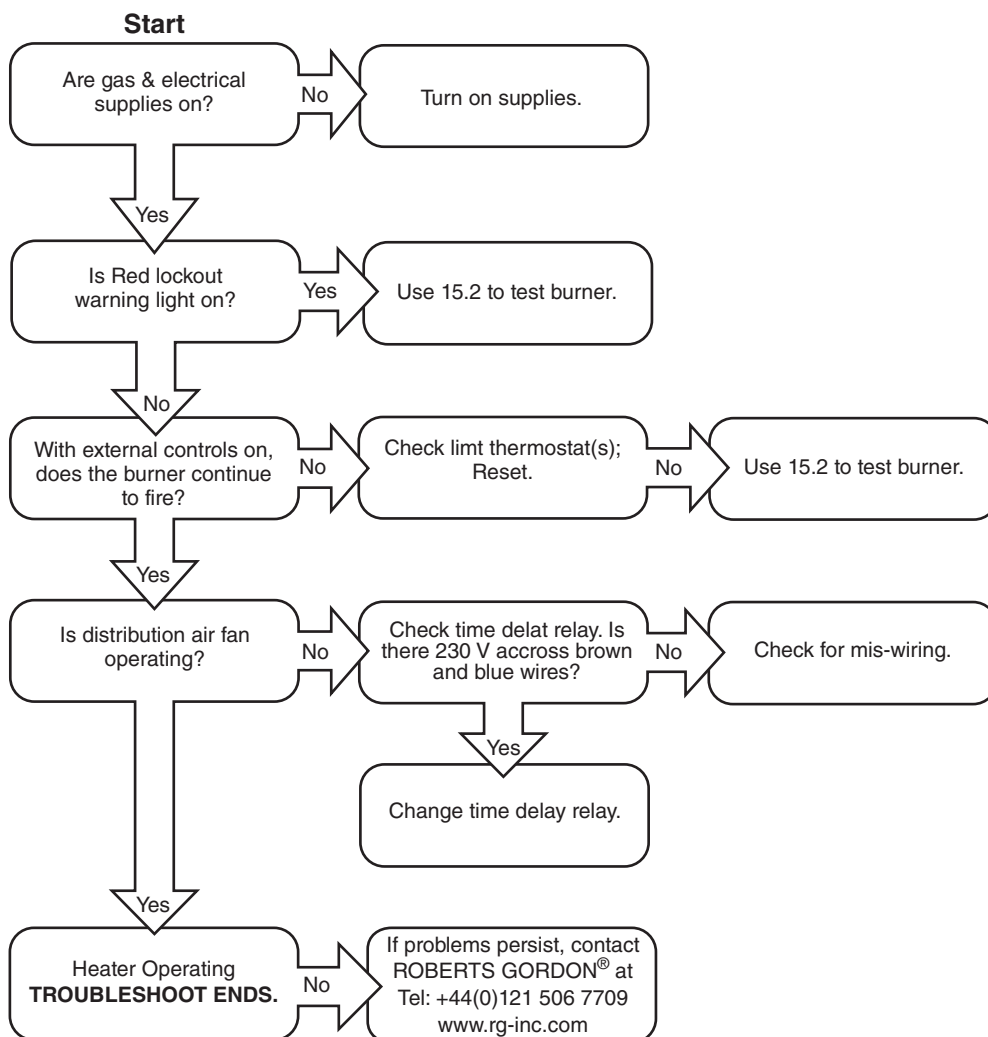 Start
Are gas & electrical
supplies on?
No
Turn on supplies.
Yes
Is Red lockout
warning light on?
Yes
Use 15.2 to test burner.
No
With external controls on,
does the burner continue
to fire?
No
Check limt thermostat(s);
Reset.
No
Use 15.2 to test burner.
Yes
Is distribution air fan
operating?
No
Check time delat relay. Is
there 230 V accross brown
and blue wires?
No
Check for mis-wiring.
Yes
Change time delay relay.
Yes
Heater Operating
TROUBLESHOOT ENDS.
No
If problems persist, contact
ROBERTS GORDON® at
Tel: +44(0)121 506 7709
www.rg-inc.com